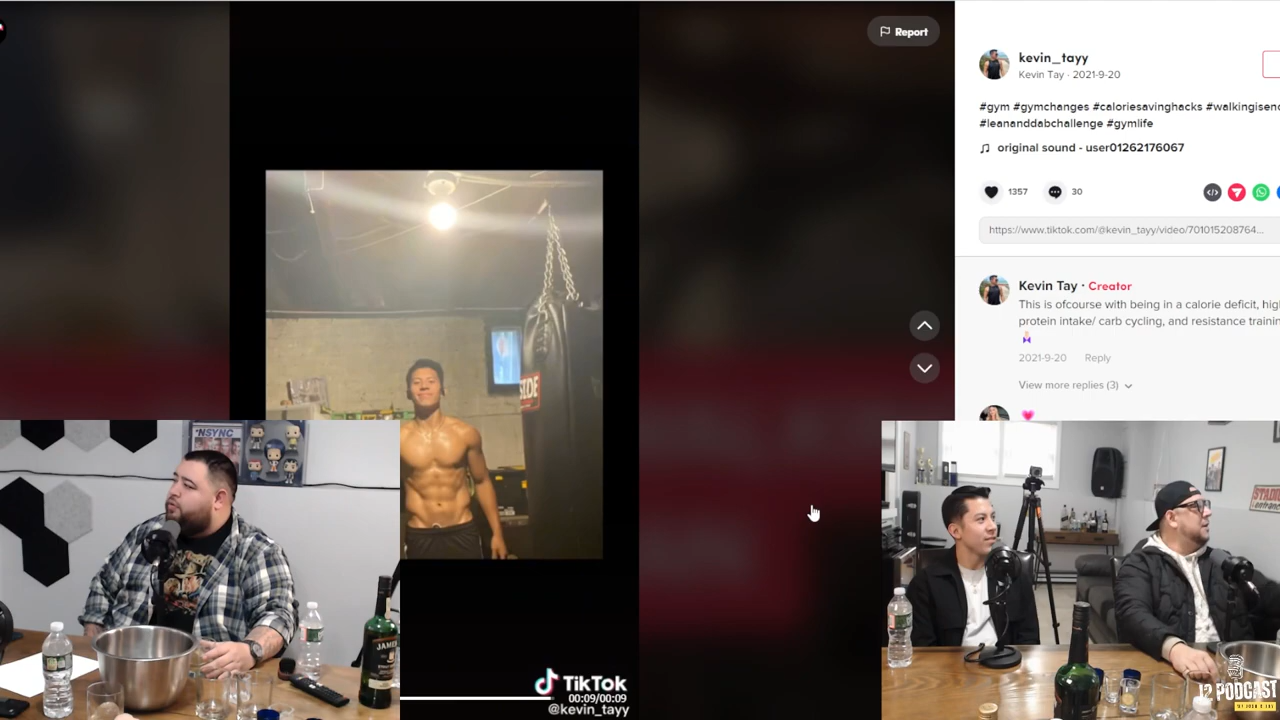 Report
kevin_tayy
Kevin Tay · 2021-9-20
#gym #gymchanges #caloriesavinghacks
#leananddabchallenge #gymlife
original sound - user01262176067
1357
30
https://www.tiktok.com/@kevin_tayy/video/701015208764...
Kevin Tay · Creator
This is ofcourse with being in a calorie deficit,
protein intake/ carb cycling, and resistance
2021-9-20 Reply
View more replies (3)
SIDE
*NSYNC
JAMES
TikTok
00:09/00:09
@kevin_tayy
J2 PODCAST